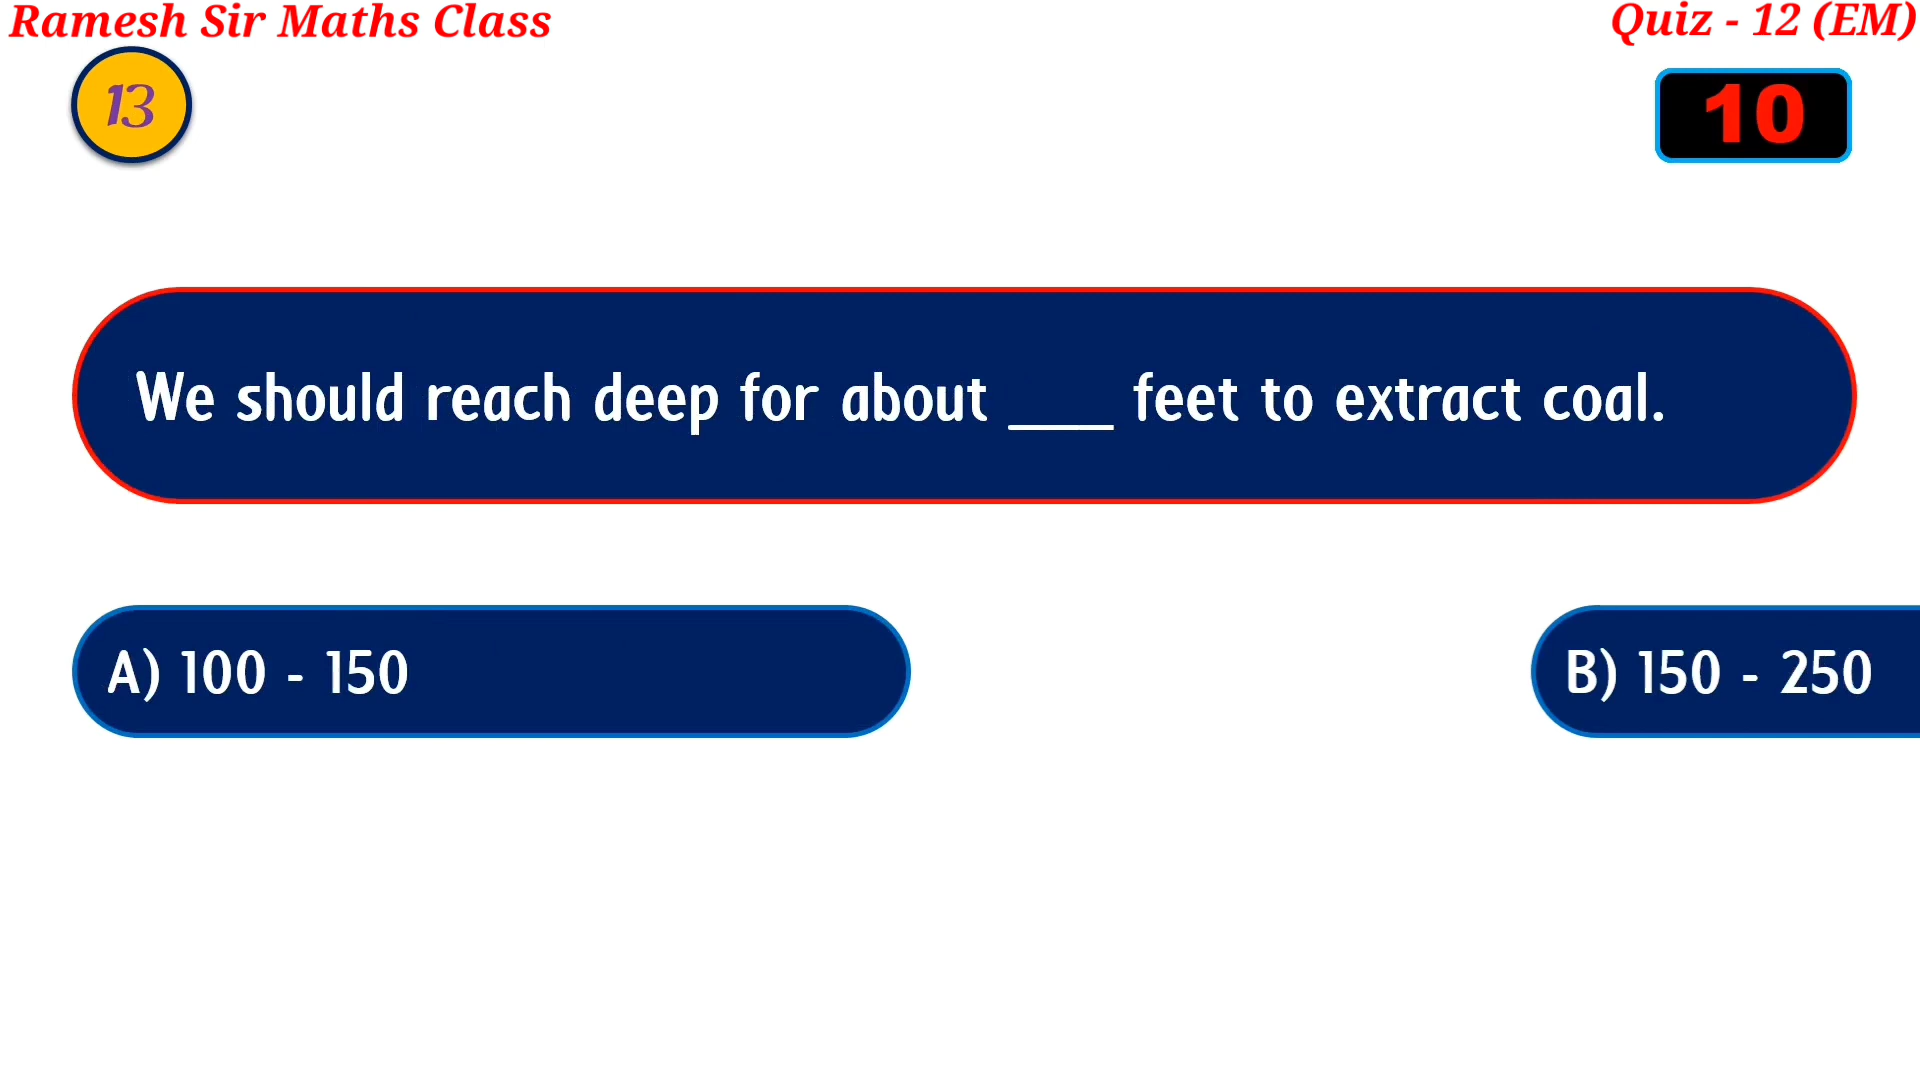 Ramesh Sir Maths Class
Quiz - 12 (EM)
13
10
We should reach deep for about ____ feet to extract coal.
A) 100 - 150
B) 150 - 250